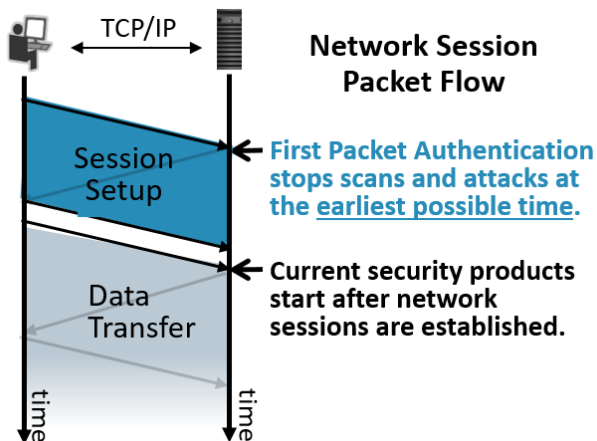 TCP/IP
Network Session
Packet Flow
Session
Setup
First Packet Authentication
stops scans and attacks at
the earliest possible time.
Data
Transfer
Current security products
start after network
sessions are established.
time
time